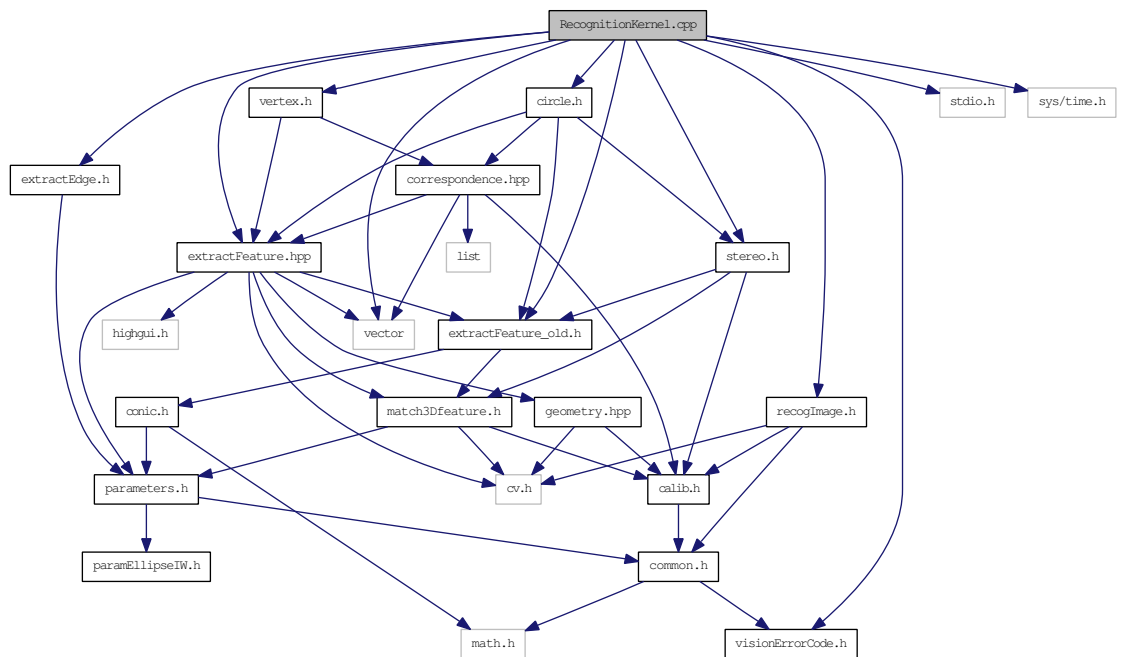 RecognitionKernel.cpp
vertex.h
circle.h
stdio.h
sys/time.h
extractEdge.h
correspondence.hpp
extractFeature.hpp
list
stereo.h
highgui.h
vector
extractFeature_old.h
conic.h
match3Dfeature.h
geometry.hpp
recogImage.h
parameters.h
cv.h
calib.h
paramEllipseIW.h
common.h
math.h
visionErrorCode.h